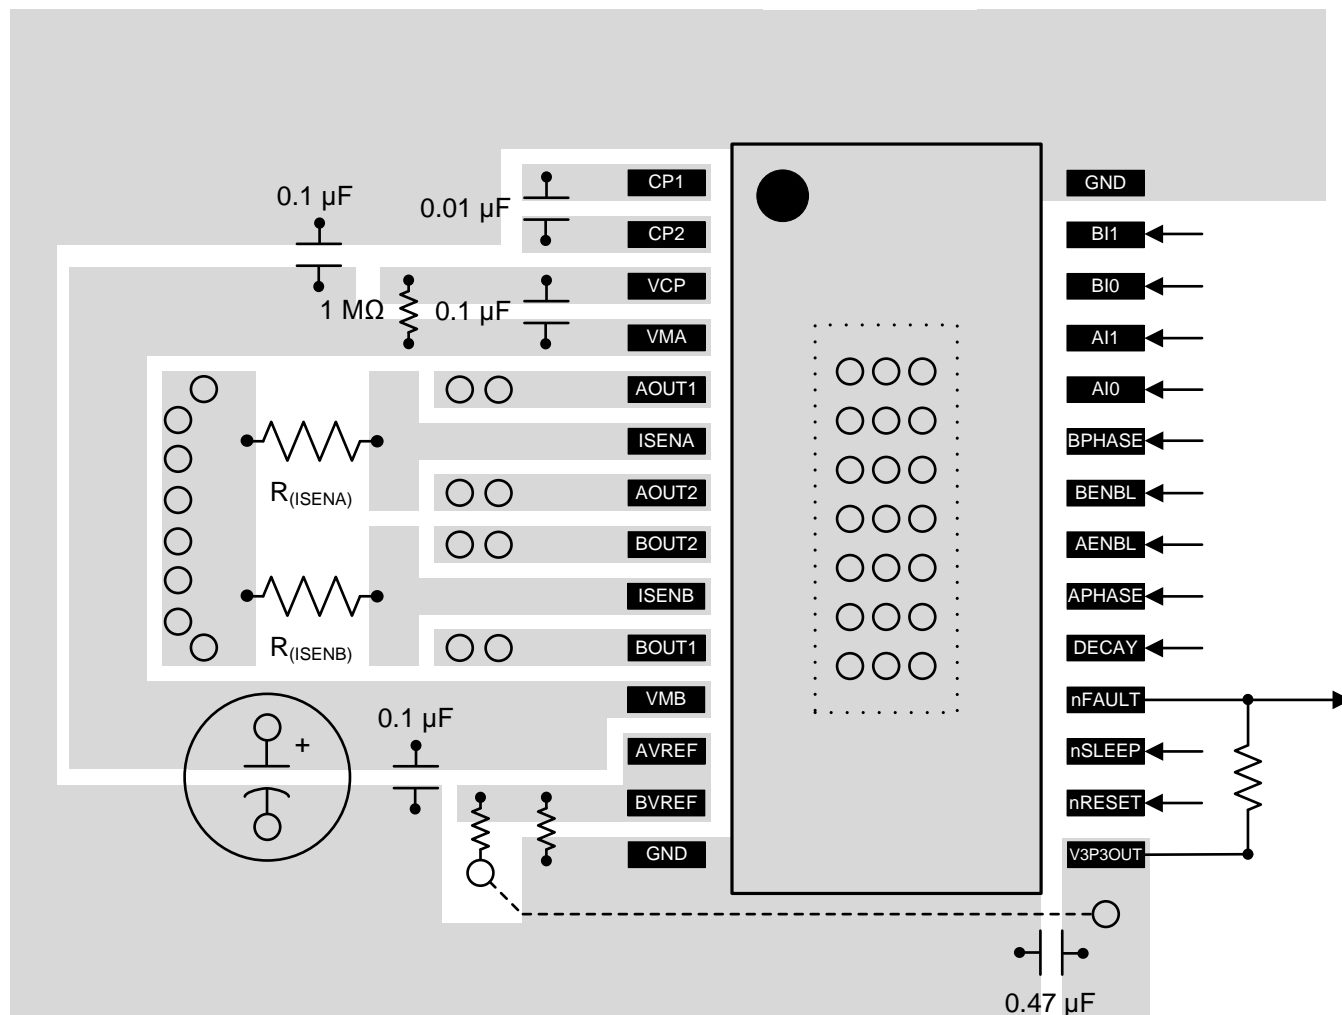 CP1
GND
0.1 µF
0.01 µF
CP2
BI1
VCP
BI0
1 MΩ
0.1 µF
VMA
AI1
AOUT1
AI0
ISENA
BPHASE
R(ISENA)
AOUT2
BENBL
BOUT2
AENBL
ISENB
APHASE
R(ISENB)
BOUT1
DECAY
VMB
nFAULT
0.1 µF
+
AVREF
nSLEEP
BVREF
nRESET
GND
V3P3OUT
0.47 µF